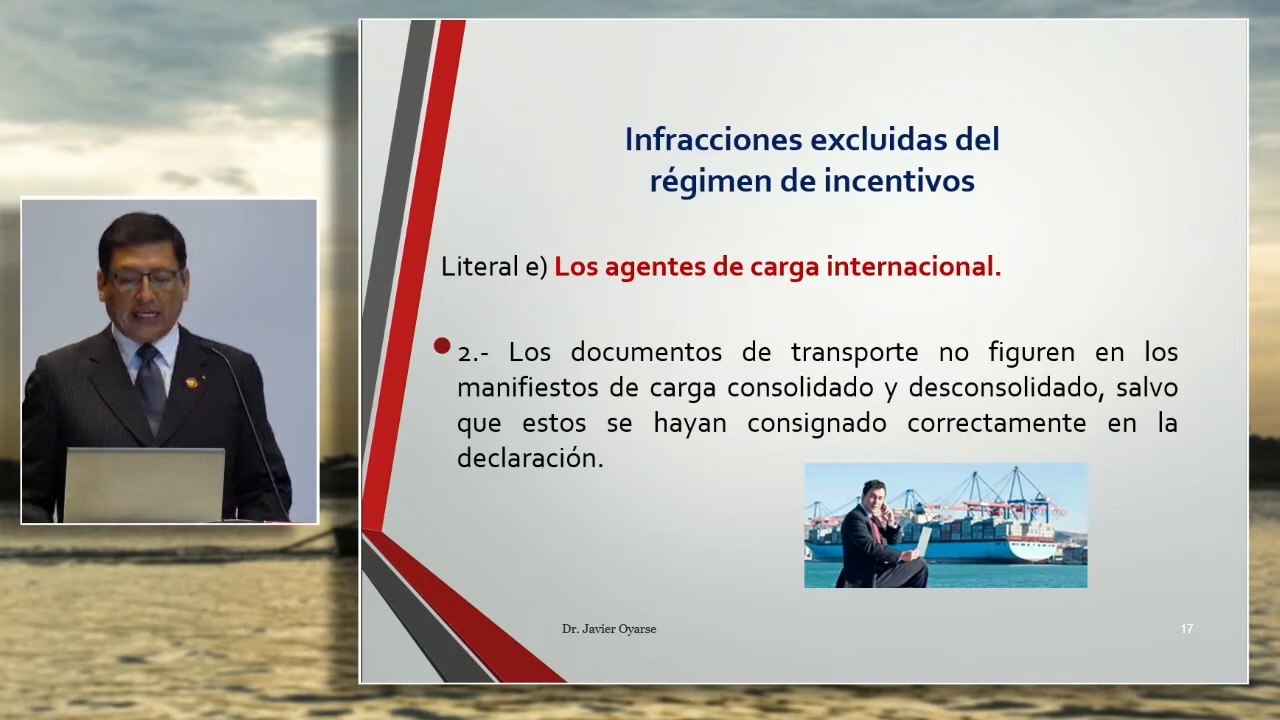 Infracciones excluidas del
régimen de incentivos
Literal e) Los agentes de carga internacional.
2.- Los documentos de transporte no figuren en los
manifiestos de carga consolidado y desconsolidado, salvo
que estos se hayan consignado correctamente en la
declaración.
Dr. Javier Oyarse
17